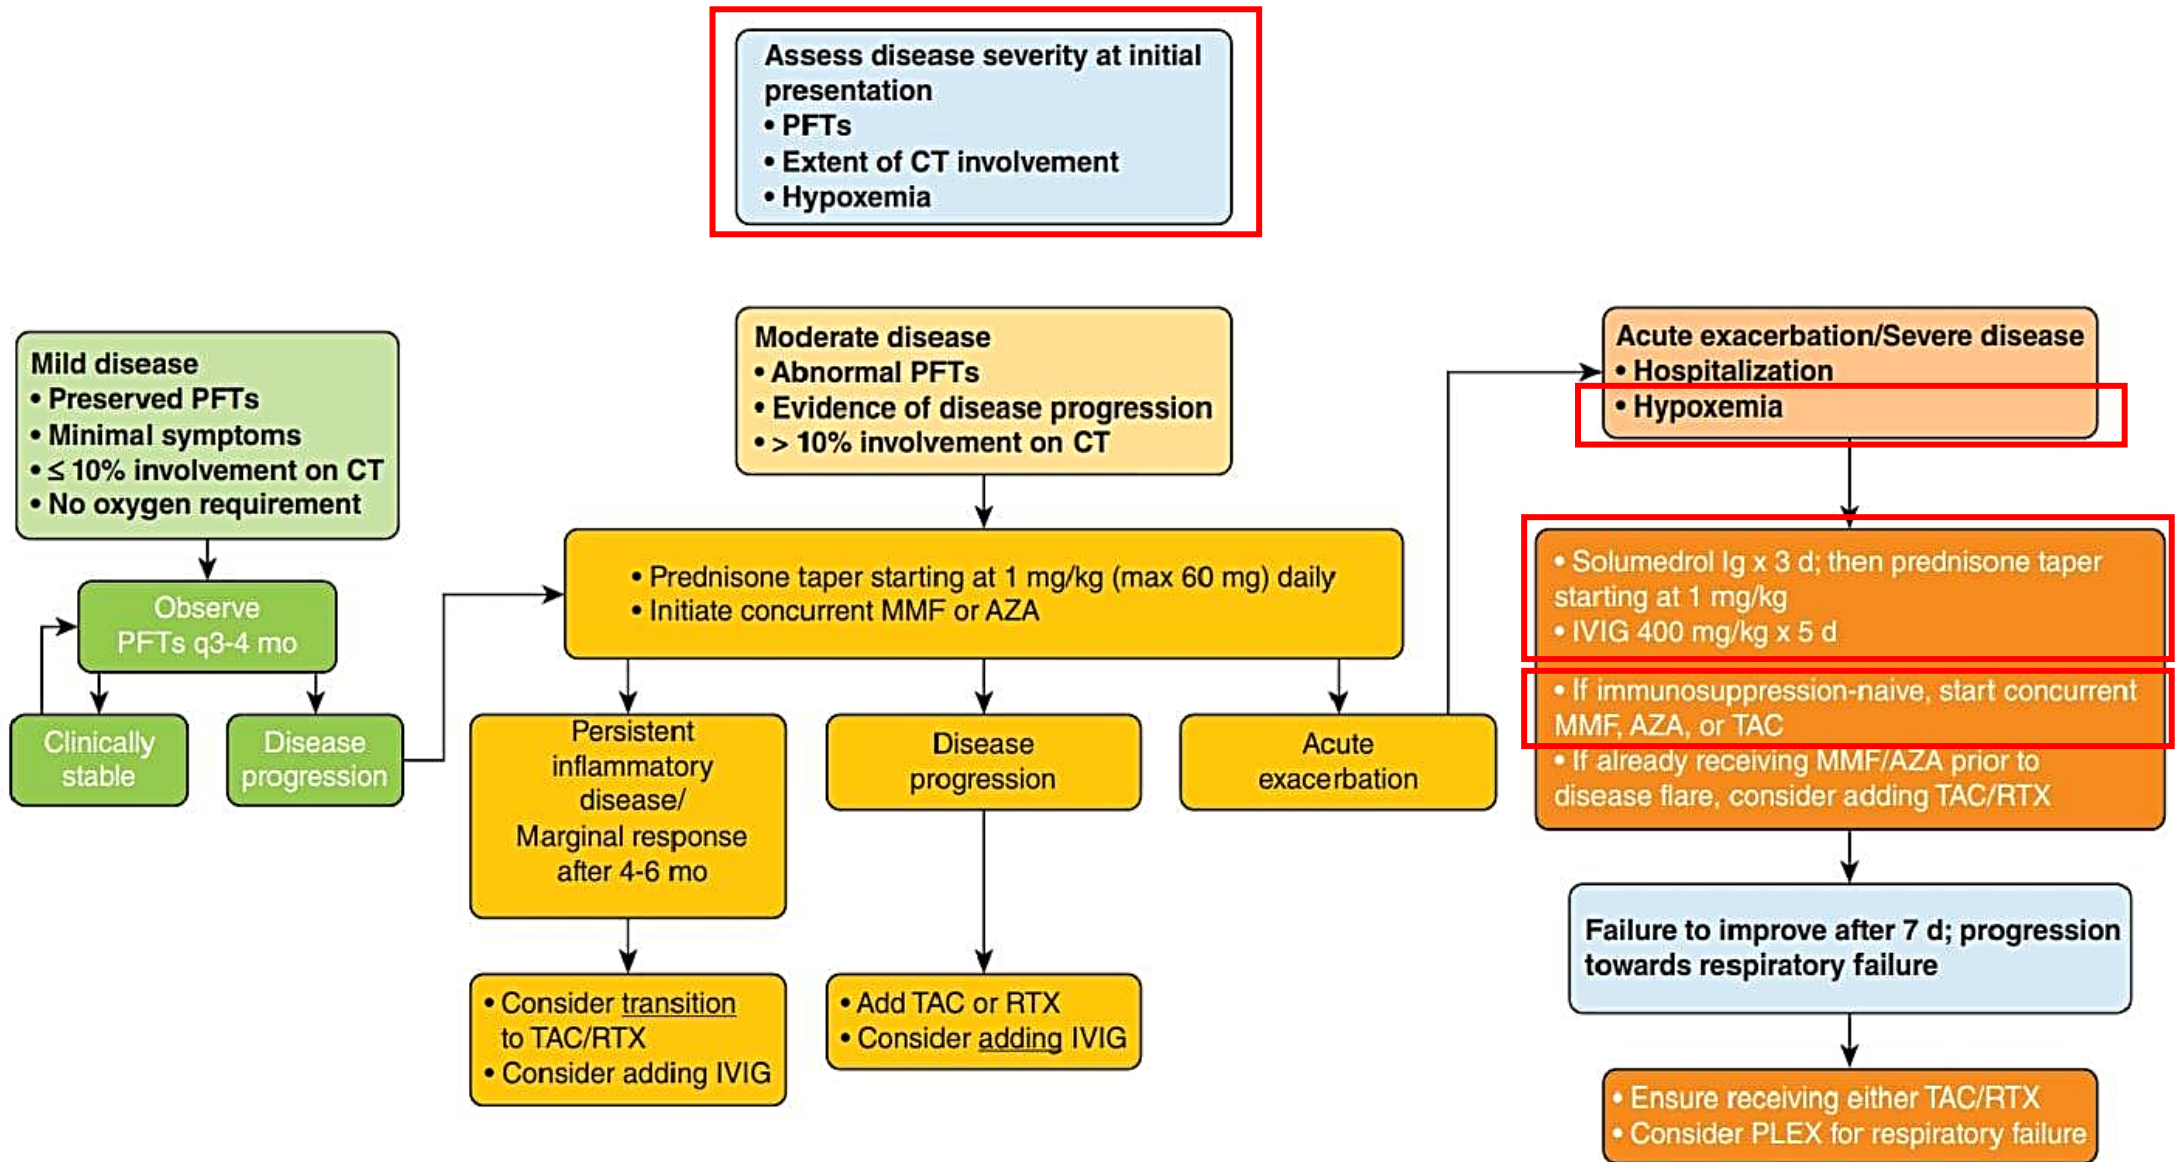 Assess disease severity at initial
presentation
• PFTs
• Extent of CT involvement
• Hypoxemia
Mild disease
• Preserved PFTs
• Minimal symptoms
• ≤ 10% involvement on CT
• No oxygen requirement
Observe
PFTs q3-4 mo
Clinically
stable
Disease
progression
Moderate disease
• Abnormal PFTs
• Evidence of disease progression
• > 10% involvement on CT
• Prednisone taper starting at 1 mg/kg (max 60 mg) daily
• Initiate concurrent MMF or AZA
Persistent
inflammatory
disease/
Marginal response
after 4-6 mo
• Consider transition
to TAC/RTX
• Consider adding IVIG
Disease
progression
• Add TAC or RTX
• Consider adding IVIG
Acute
exacerbation
Acute exacerbation/Severe disease
• Hospitalization
• Hypoxemia
• Solumedrol Ig x 3 d; then prednisone taper
starting at 1 mg/kg
• IVIG 400 mg/kg x 5 d
• If immunosuppression-naive, start concurrent
MMF, AZA, or TAC
• If already receiving MMF/AZA prior to
disease flare, consider adding TAC/RTX
Failure to improve after 7 d; progression
towards respiratory failure
• Ensure receiving either TAC/RTX
• Consider PLEX for respiratory failure